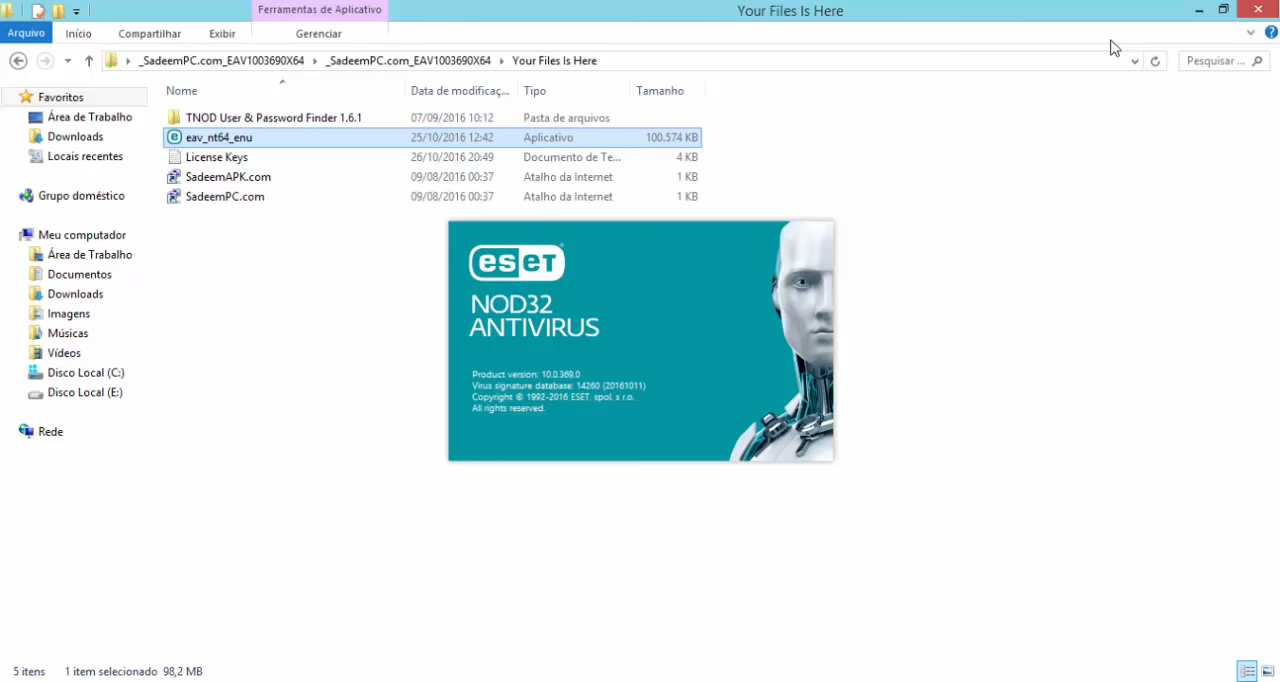 Ferramentas de Aplicativo
Your Files Is Here
Arquivo Início Compartilhar Exibir Gerenciar
_SadeemPC.com_EAV1003690X64 _SadeemPC.com_EAV1003690X64 Your Files Is Here Pesquisar ...
Favoritos
Área de Trabalho
Downloads
Locais recentes
Grupo doméstico
Meu computador
Área de Trabalho
Documentos
Downloads
Imagens
Músicas
Vídeos
Disco Local (C:)
Disco Local (E:)
Rede
Nome Data de modificaç... Tipo Tamanho
TNOD User & Password Finder 1.6.1 07/09/2016 10:12 Pasta de arquivos
eav_nt64_enu 25/10/2016 12:42 Aplicativo 100.574 KB
License Keys 26/10/2016 20:49 Documento de Te... 4 KB
SadeemAPK.com 09/08/2016 00:37 Atalho da Internet 1 KB
SadeemPC.com 09/08/2016 00:37 Atalho da Internet 1 KB
eseT
NOD32
ANTIVIRUS
Product version: 10.0.369.0
Virus signature database: 14260 (20161011)
Copyright © 1992-2016 ESET, spol. s r.o.
All rights reserved.
5 itens 1 item selecionado 98,2 MB